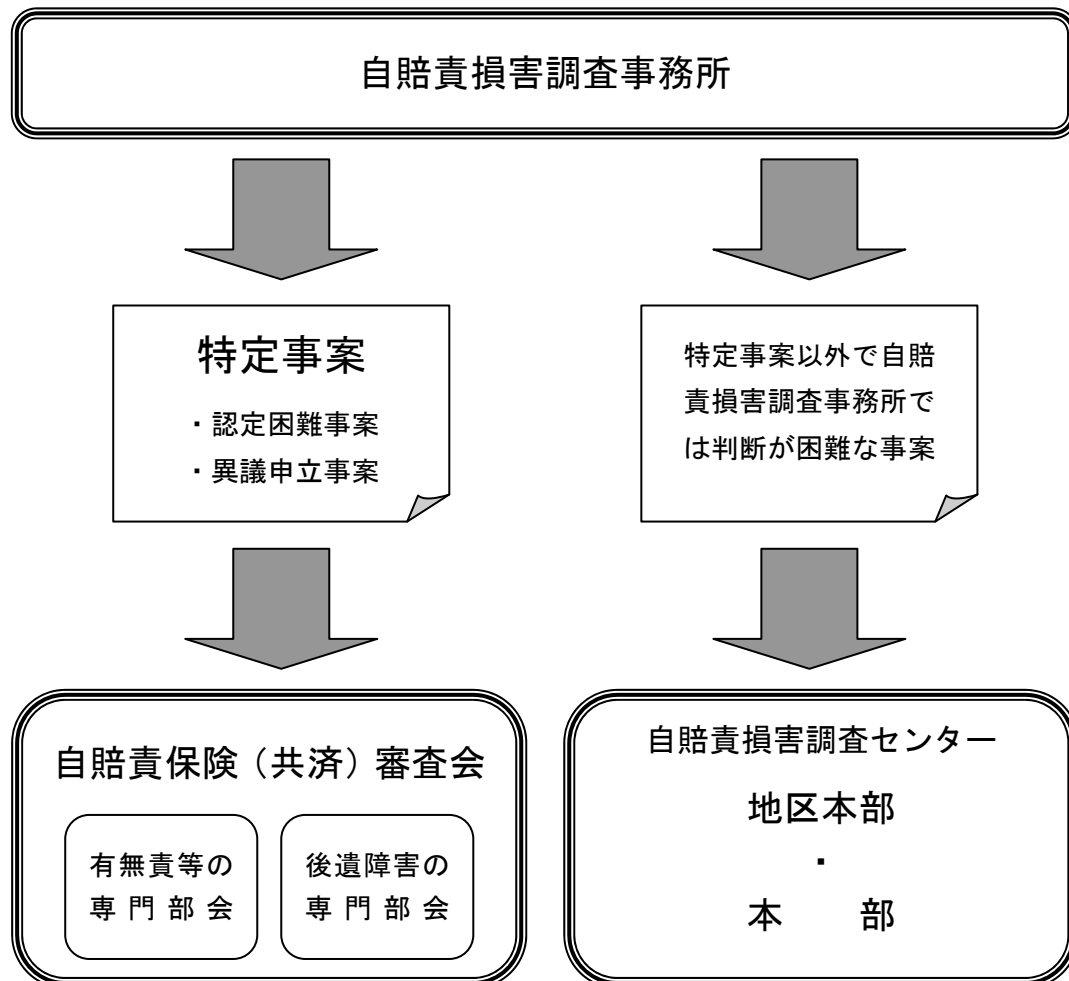 自賠責損害調査事務所
特定事案
・認定困難事案
・異議申立事案
特定事案以外で自賠
責損害調査事務所で
は判断が困難な事案
自賠責保険（共済）審査会
有無責等の
専門部会
後遺障害の
専門部会
自賠責損害調査センター
地区本部
・
本　部